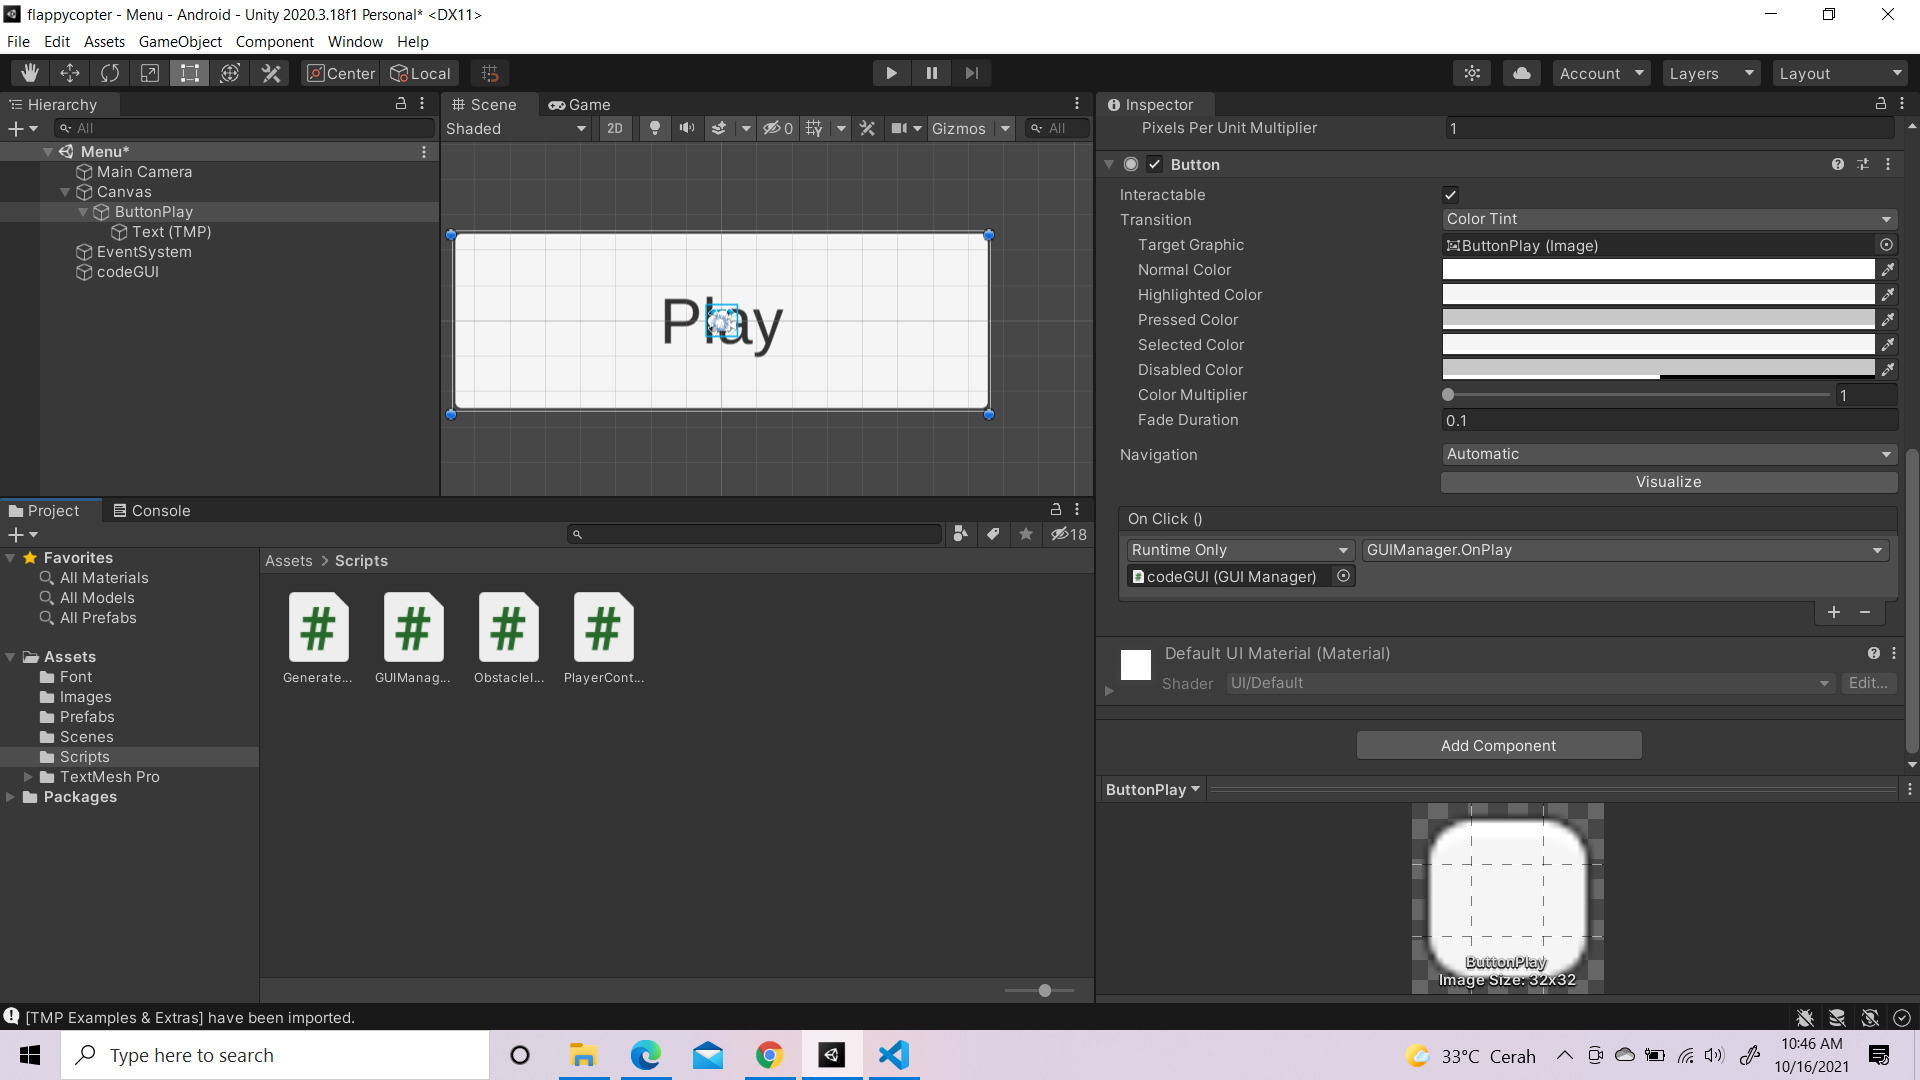 flappycopter - Menu - Android - Unity 2020.3.18f1 Personal* <DX11>
File Edit Assets GameObject Component Window Help
Center Local Account Layers Layout
Hierarchy
All
Menu*
Main Camera
Canvas
ButtonPlay
Text (TMP)
EventSystem
codeGUI
Scene Game
Shaded 2D 0 Gizmos All
Play
Inspector
Pixels Per Unit Multiplier 1
Button
Interactable
Transition Color Tint
Target Graphic ButtonPlay (Image)
Normal Color
Highlighted Color
Pressed Color
Selected Color
Disabled Color
Color Multiplier 1
Fade Duration 0.1
Navigation Automatic
Visualize
On Click ()
Runtime Only GUIManager.OnPlay
codeGUI (GUI Manager)
Default UI Material (Material)
Shader UI/Default Edit...
Add Component
ButtonPlay
ButtonPlay
Image Size: 32x32
Project Console
18
Favorites
All Materials
All Models
All Prefabs
Assets
Font
Images
Prefabs
Scenes
Scripts
TextMesh Pro
Packages
Assets > Scripts
# # # #
Generate... GUIManag... ObstacleI... PlayerCont...
[TMP Examples & Extras] have been imported.
Type here to search
33°C Cerah
10:46 AM
10/16/2021